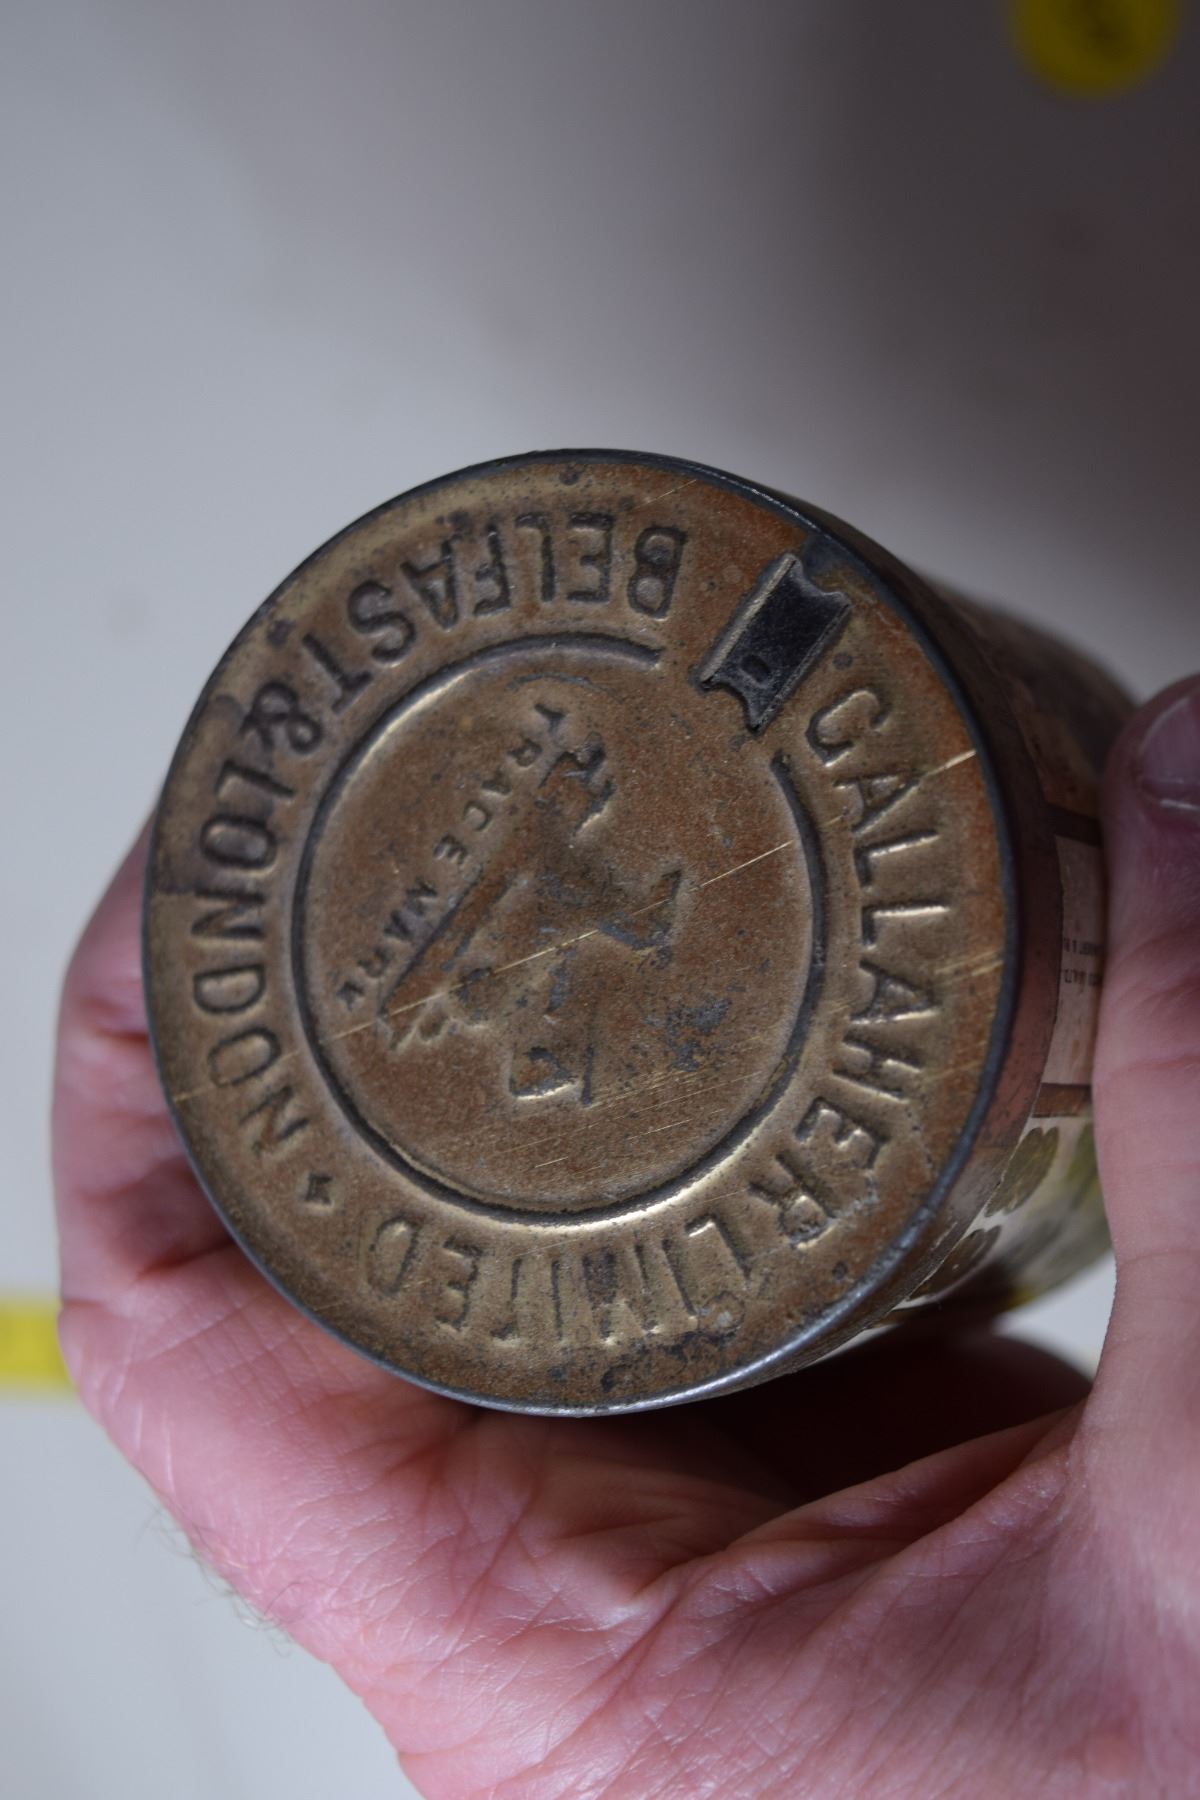 GALLAHER LIMITED
BELFAST & LONDON
TRADE MARK